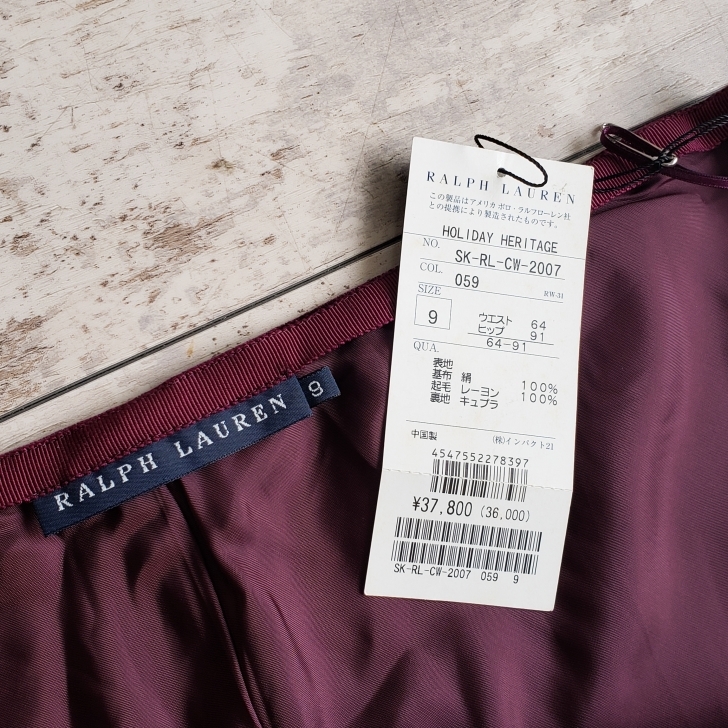 RALPH LAUREN
この製品はアメリカ ポロ・ラルフローレン社
との提携により製造されたものです。
HOLIDAY HERITAGE
NO. SK-RL-CW-2007
COL. 059
RW-31
SIZE
9
ウエスト 64
ヒップ 91
64-91
QUA.
表地
基布 絹
起毛 レーヨン 100%
裏地 キュプラ 100%
中国製 (株)インパクト21
4547552278397
¥37,800 (36,000)
SK-RL-CW-2007 059 9
RALPH LAUREN 9